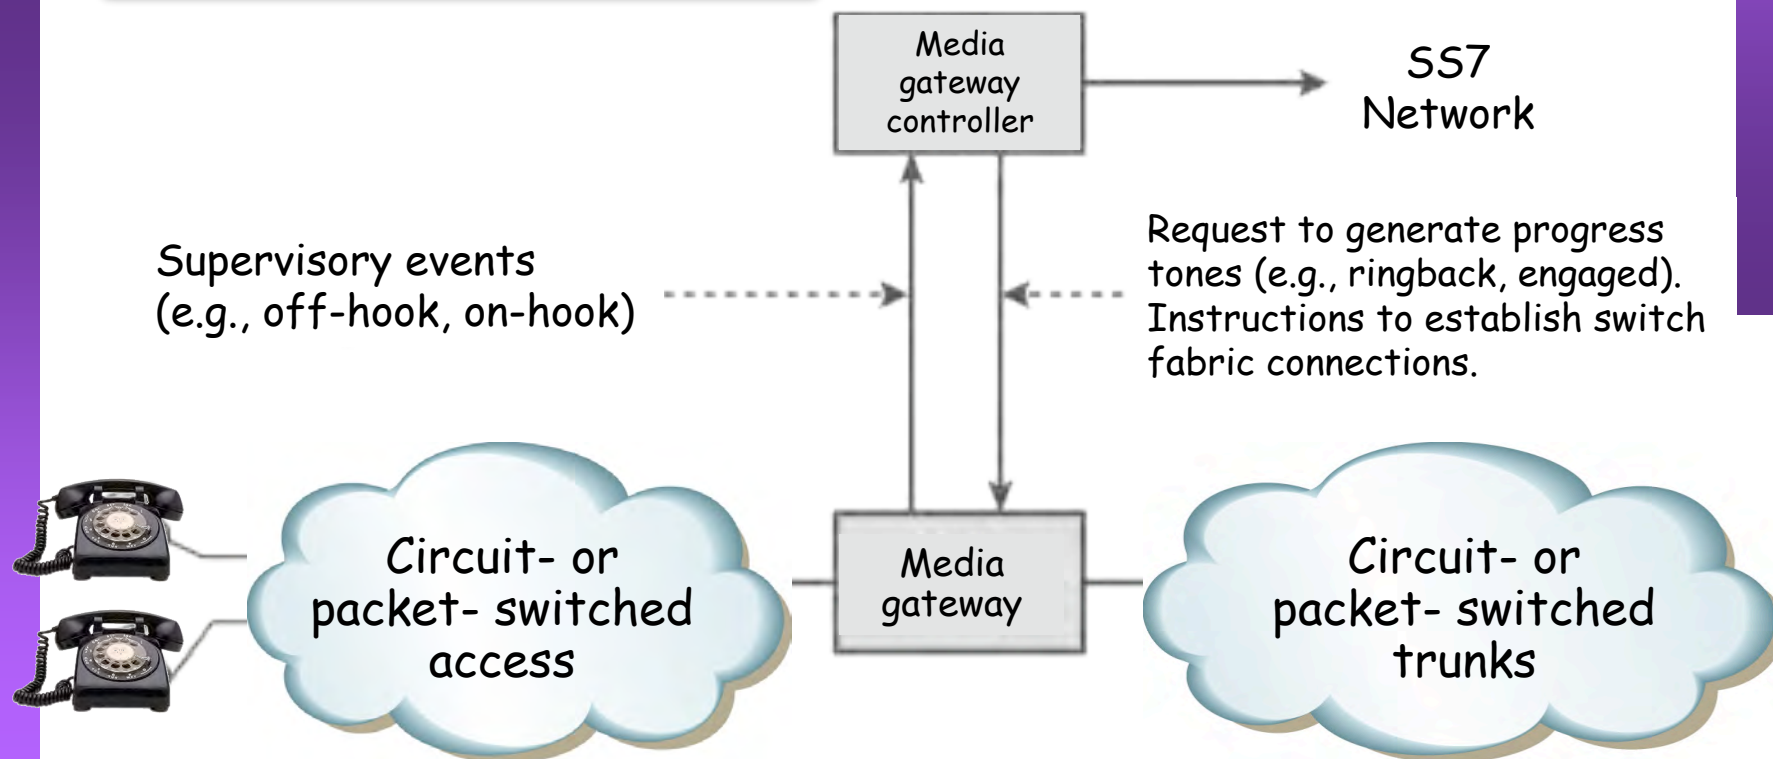 Media
gateway
controller
SS7
Network
Supervisory events
(e.g., off-hook, on-hook)
Request to generate progress
tones (e.g., ringback, engaged).
Instructions to establish switch
fabric connections.
Circuit- or
packet- switched
access
Media
gateway
Circuit- or
packet- switched
trunks